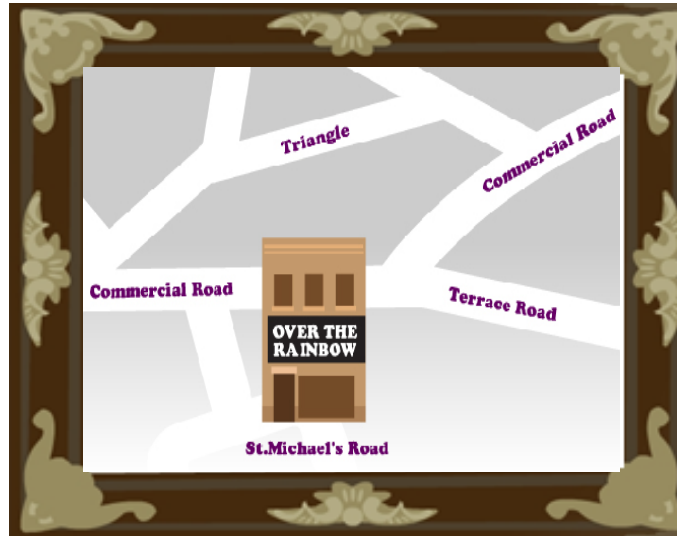 Triangle
Commercial Road
Commercial Road
Terrace Road
OVER THE
RAINBOW
St.Michael's Road